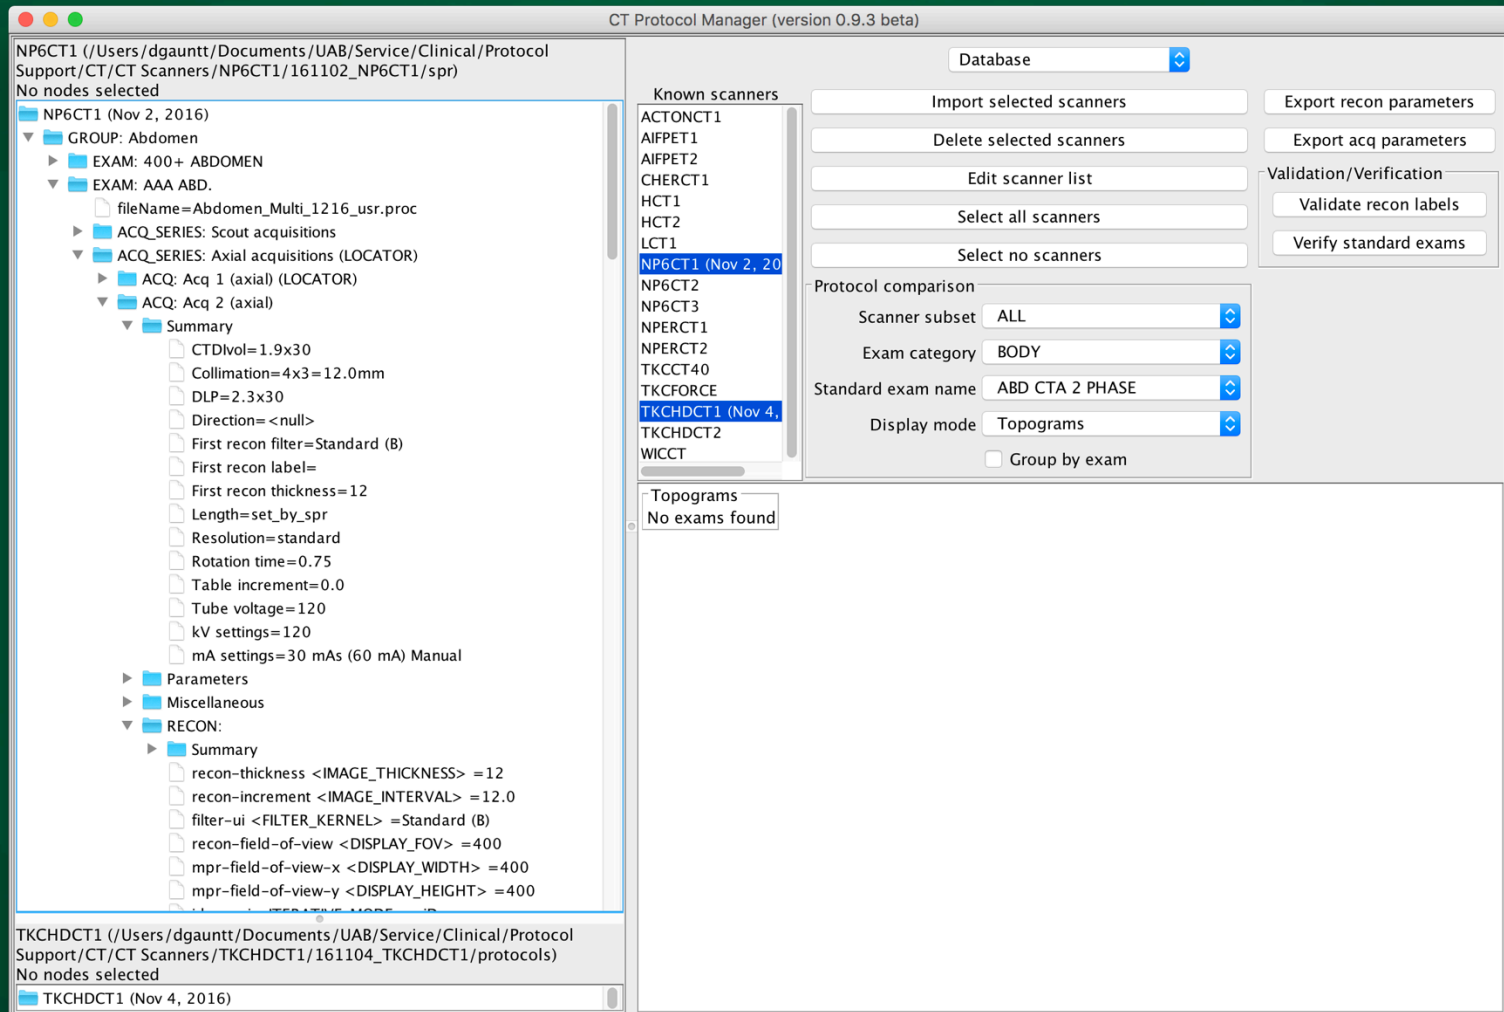 CT Protocol Manager (version 0.9.3 beta)
NP6CT1 (/Users/dgauntt/Documents/UAB/Service/Clinical/Protocol
Support/CT/CT Scanners/NP6CT1/161102_NP6CT1/spr)
No nodes selected
NP6CT1 (Nov 2, 2016)
GROUP: Abdomen
EXAM: 400+ ABDOMEN
EXAM: AAA ABD.
fileName=Abdomen_Multi_1216_usr.proc
ACQ_SERIES: Scout acquisitions
ACQ_SERIES: Axial acquisitions (LOCATOR)
ACQ: Acq 1 (axial) (LOCATOR)
ACQ: Acq 2 (axial)
Summary
CTDIvol=1.9x30
Collimation=4x3=12.0mm
DLP=2.3x30
Direction=<null>
First recon filter=Standard (B)
First recon label=
First recon thickness=12
Length=set_by_spr
Resolution=standard
Rotation time=0.75
Table increment=0.0
Tube voltage=120
kV settings=120
mA settings=30 mAs (60 mA) Manual
Parameters
Miscellaneous
RECON:
Summary
recon-thickness <IMAGE_THICKNESS> =12
recon-increment <IMAGE_INTERVAL> =12.0
filter-ui <FILTER_KERNEL> =Standard (B)
recon-field-of-view <DISPLAY_FOV> =400
mpr-field-of-view-x <DISPLAY_WIDTH> =400
mpr-field-of-view-y <DISPLAY_HEIGHT> =400
TKCHDCT1 (/Users/dgauntt/Documents/UAB/Service/Clinical/Protocol
Support/CT/CT Scanners/TKCHDCT1/161104_TKCHDCT1/protocols)
No nodes selected
TKCHDCT1 (Nov 4, 2016)
Database
Known scanners
ACTONCT1
AIFPET1
AIFPET2
CHERCT1
HCT1
HCT2
LCT1
NP6CT1 (Nov 2, 20
NP6CT2
NP6CT3
NPERCT1
NPERCT2
TKCCT40
TKCFORCE
TKCHDCT1 (Nov 4,
TKCHDCT2
WICCT
Import selected scanners
Delete selected scanners
Edit scanner list
Select all scanners
Select no scanners
Export recon parameters
Export acq parameters
Validation/Verification
Validate recon labels
Verify standard exams
Protocol comparison
Scanner subset ALL
Exam category BODY
Standard exam name ABD CTA 2 PHASE
Display mode Topograms
Group by exam
Topograms
No exams found